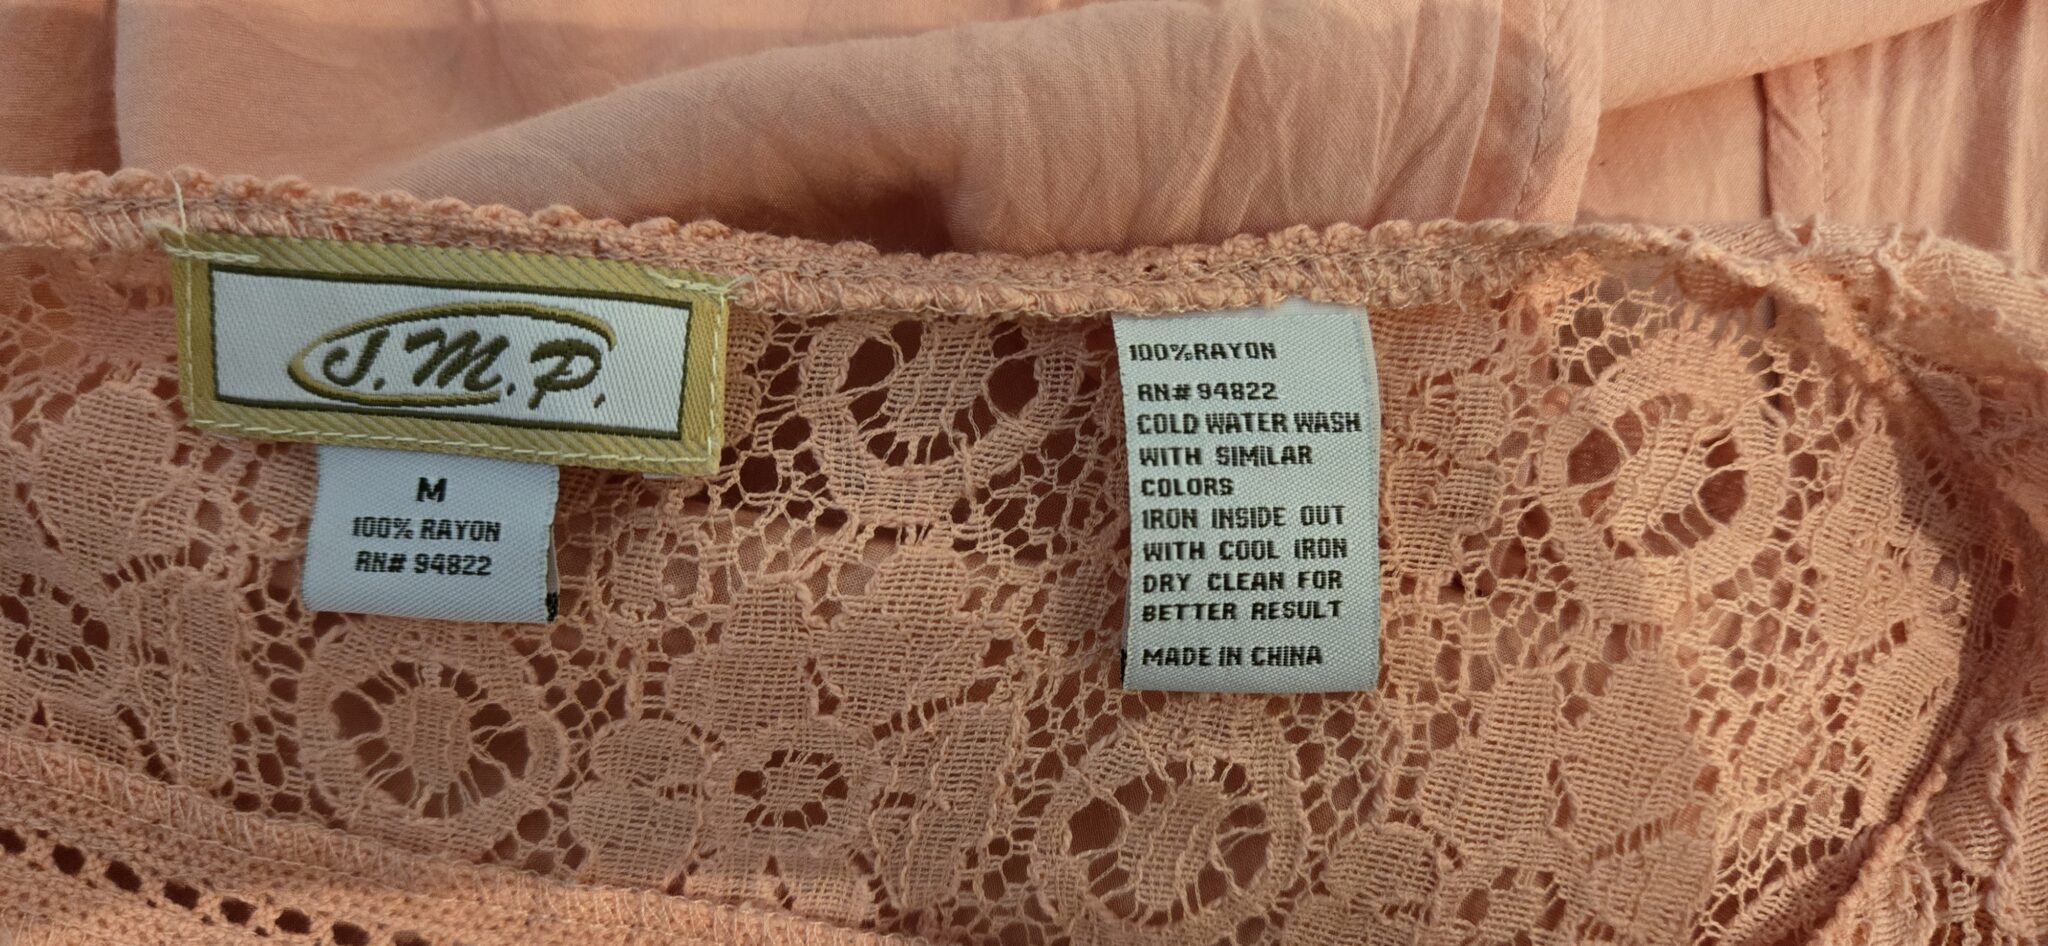 J.M.P.
M
100% RAYON
RN# 94822
100%RAYON
RN# 94822
COLD WATER WASH
WITH SIMILAR
COLORS
IRON INSIDE OUT
WITH COOL IRON
DRY CLEAN FOR
BETTER RESULT
MADE IN CHINA